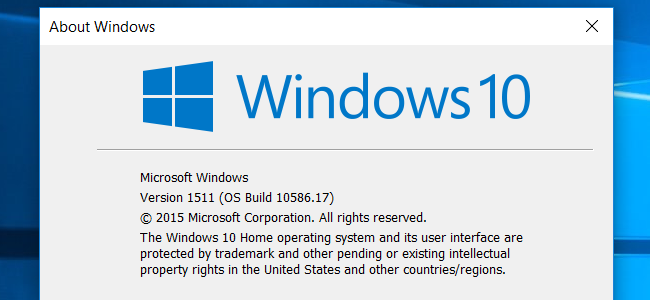 About Windows
Windows 10
Microsoft Windows
Version 1511 (OS Build 10586.17)
© 2015 Microsoft Corporation. All rights reserved.
The Windows 10 Home operating system and its user interface are
protected by trademark and other pending or existing intellectual
property rights in the United States and other countries/regions.